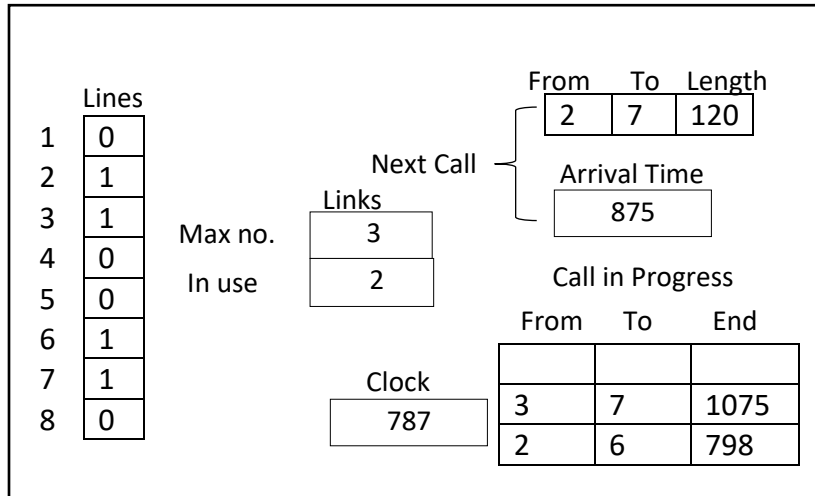 From To Length
2 7 120
Next Call
Arrival Time
875
Lines
1 0
2 1
3 1
4 0
5 0
6 1
7 1
8 0
Links
Max no. 3
In use 2
Clock
787
Call in Progress
From To End
3 7 1075
2 6 798